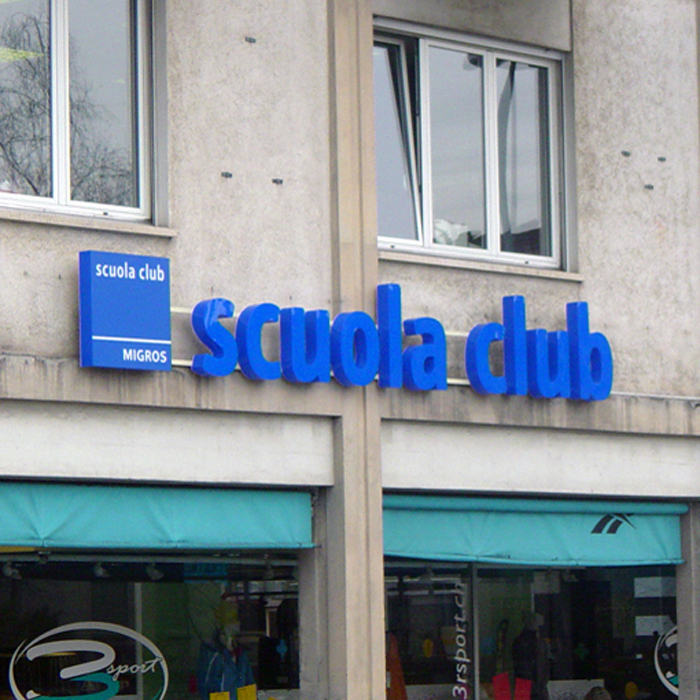 scuola club
MIGROS
scuola club
3sport
3rsport.ch